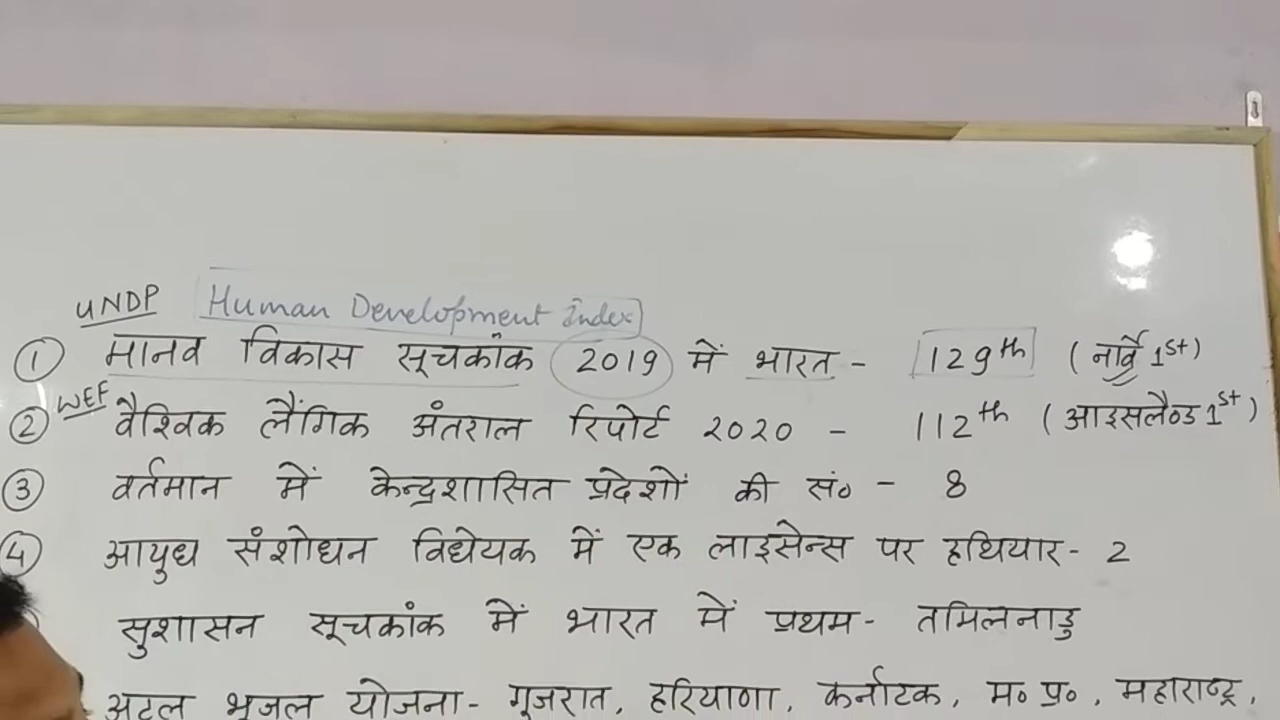 UNDP Human Development Index
① मानव विकास सूचकांक 2019 में भारत - 129th (नार्वे 1st)
WEF
② वैश्विक लैंगिक अंतराल रिपोर्ट २०२० - 112th (आइसलैण्ड 1st)
③ वर्तमान में केन्द्रशासित प्रदेशों की सं० - 8
④ आयुध संशोधन विधेयक में एक लाइसेन्स पर हथियार - 2
सुशासन सूचकांक में भारत में प्रथम - तमिलनाडु
अटल भूजल योजना - गुजरात, हरियाणा, कर्नाटक, म० प्र०, महाराष्ट्र,